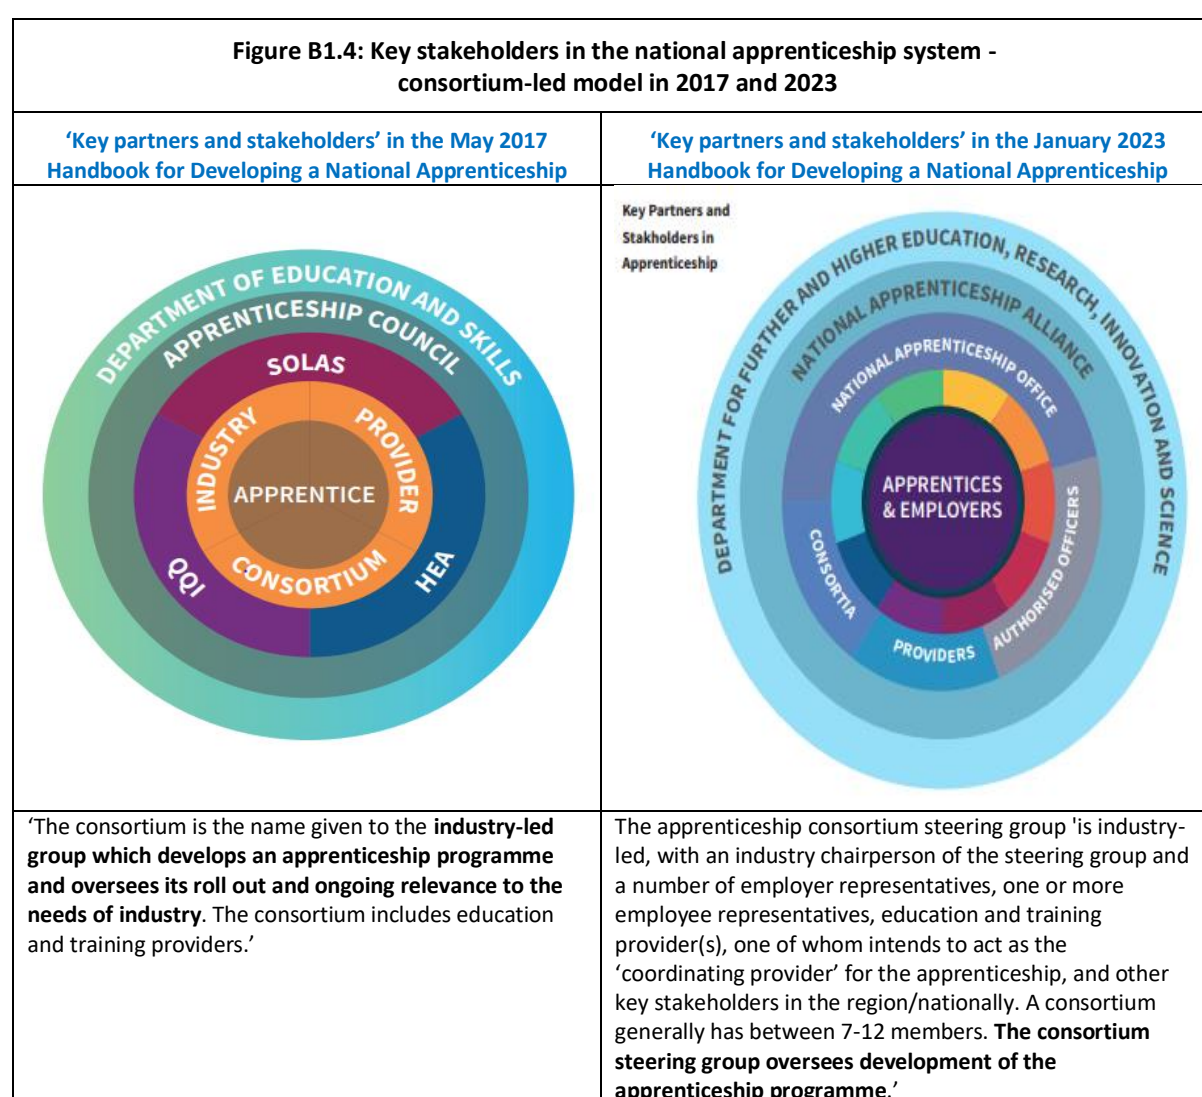 Figure B1.4: Key stakeholders in the national apprenticeship system -
consortium-led model in 2017 and 2023
‘Key partners and stakeholders’ in the May 2017
Handbook for Developing a National Apprenticeship
DEPARTMENT OF EDUCATION AND SKILLS
APPRENTICESHIP COUNCIL
SOLAS
INDUSTRY
PROVIDER
APPRENTICE
CONSORTIUM
QQI
HEA
‘The consortium is the name given to the industry-led
group which develops an apprenticeship programme
and oversees its roll out and ongoing relevance to the
needs of industry. The consortium includes education
and training providers.’
‘Key partners and stakeholders’ in the January 2023
Handbook for Developing a National Apprenticeship
Key Partners and
Stakholders in
Apprenticeship
DEPARTMENT FOR FURTHER AND HIGHER EDUCATION, RESEARCH, INNOVATION AND SCIENCE
NATIONAL APPRENTICESHIP ALLIANCE
NATIONAL APPRENTICESHIP OFFICE
APPRENTICES
& EMPLOYERS
CONSORTIA
PROVIDERS
AUTHORISED OFFICERS
The apprenticeship consortium steering group 'is industry-
led, with an industry chairperson of the steering group and
a number of employer representatives, one or more
employee representatives, education and training
provider(s), one of whom intends to act as the
‘coordinating provider’ for the apprenticeship, and other
key stakeholders in the region/nationally. A consortium
generally has between 7-12 members. The consortium
steering group oversees development of the
apprenticeship programme.’